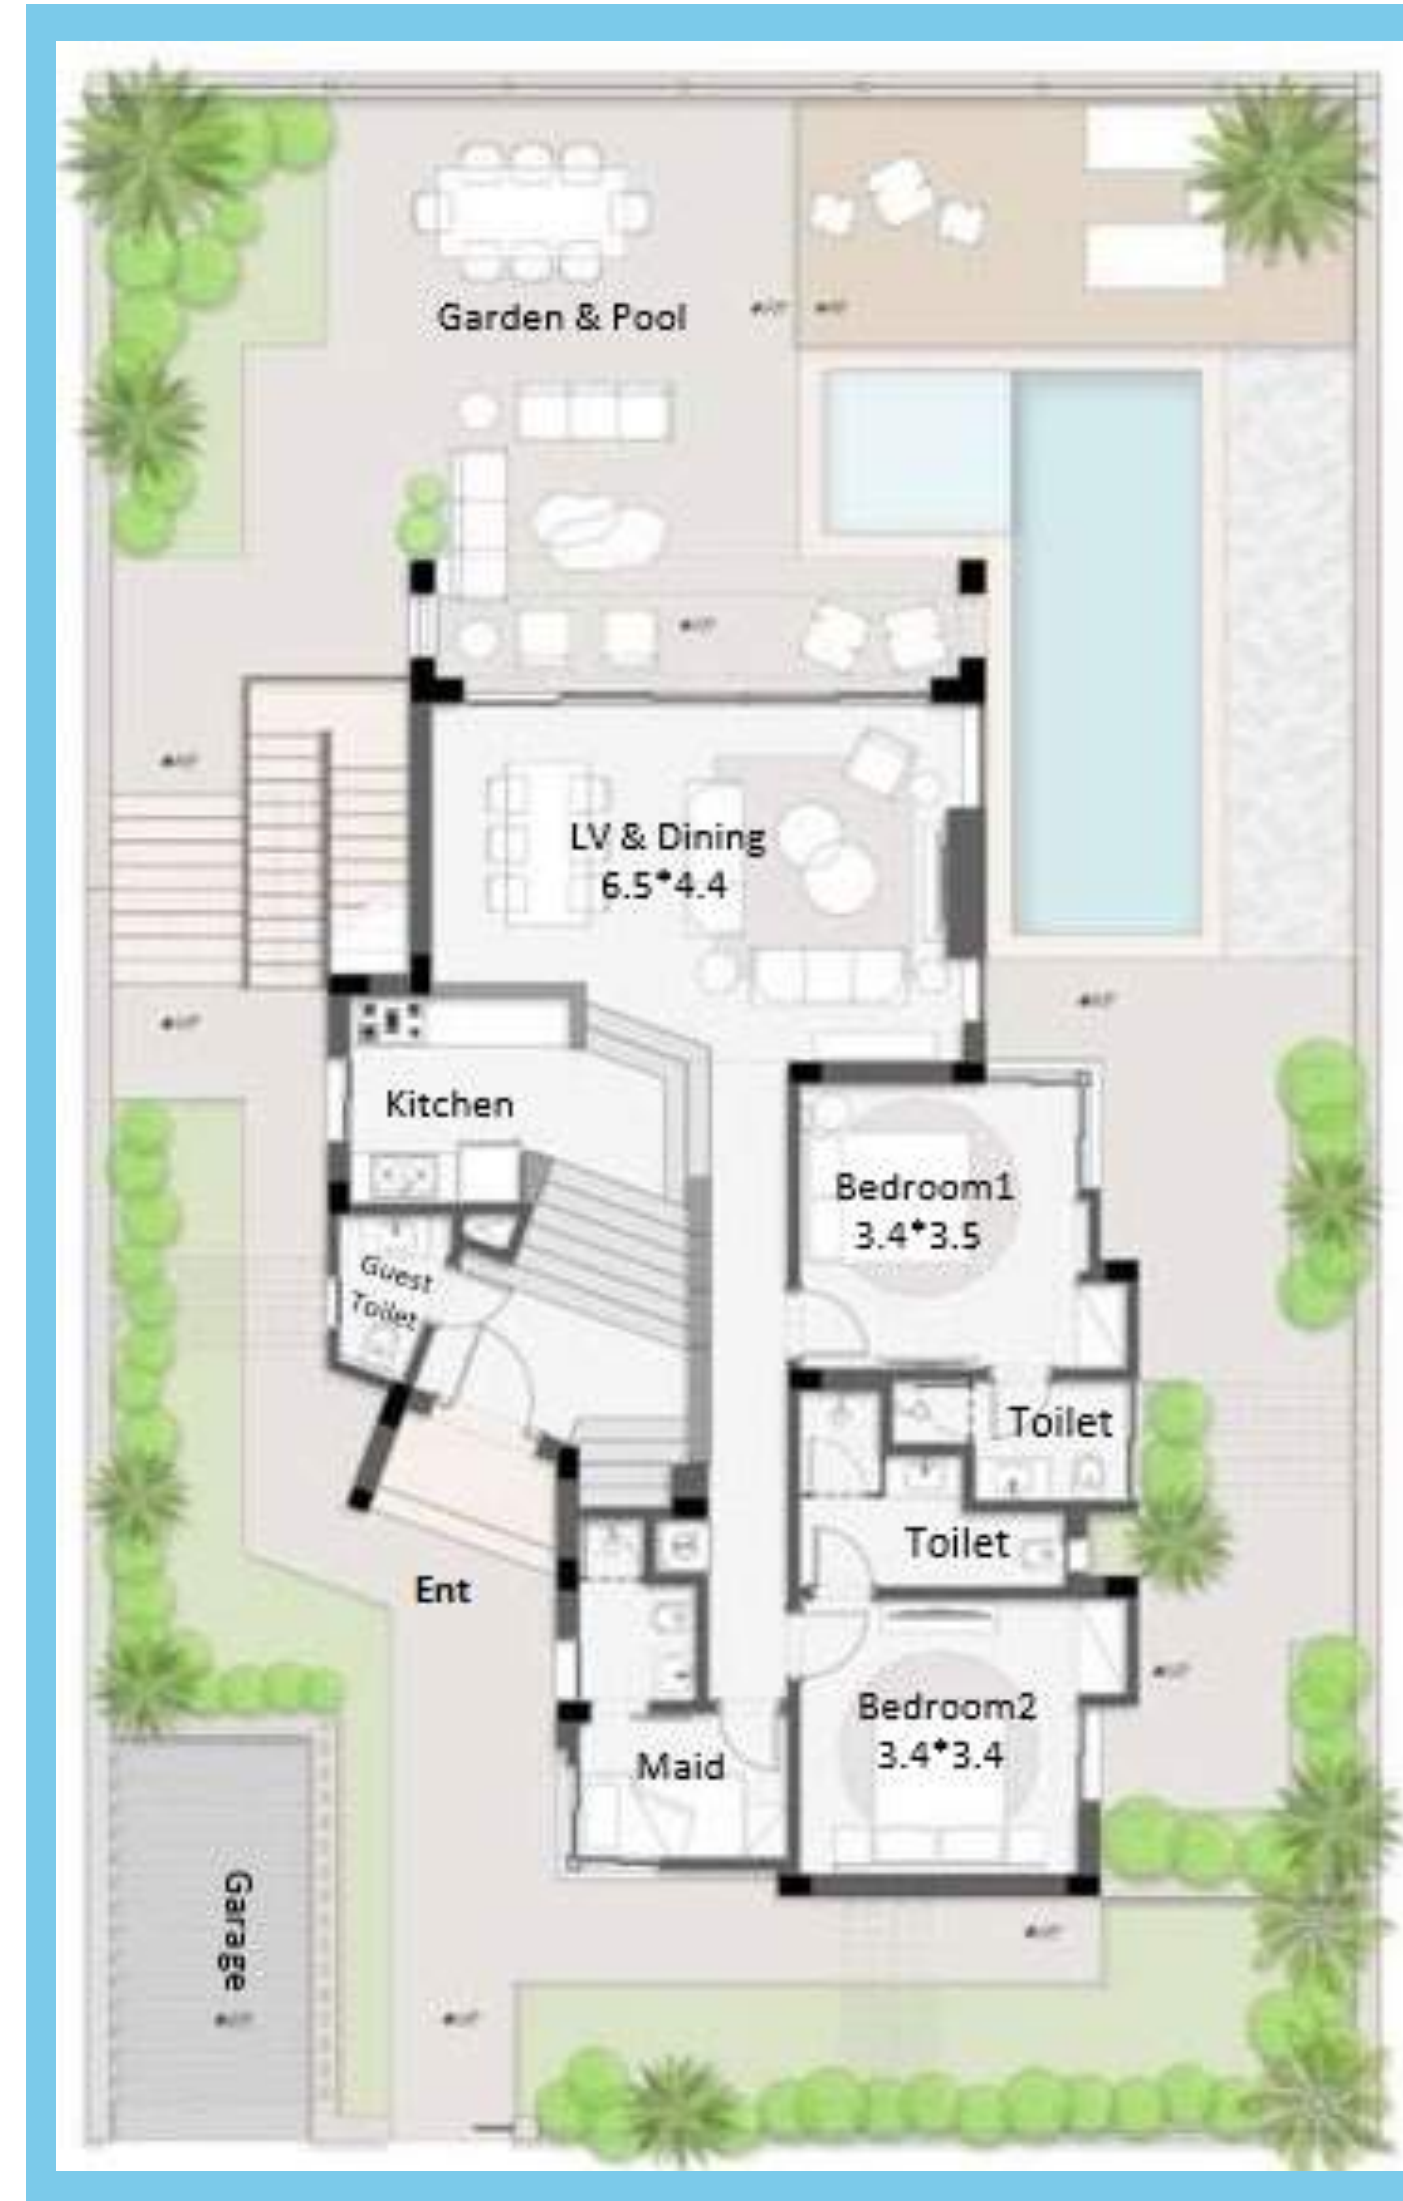 Garden & Pool
LV & Dining
6.5*4.4
Kitchen
Bedroom1
3.4*3.5
Guest
Toilet
Toilet
Toilet
Ent
Bedroom2
3.4*3.4
Maid
Garage